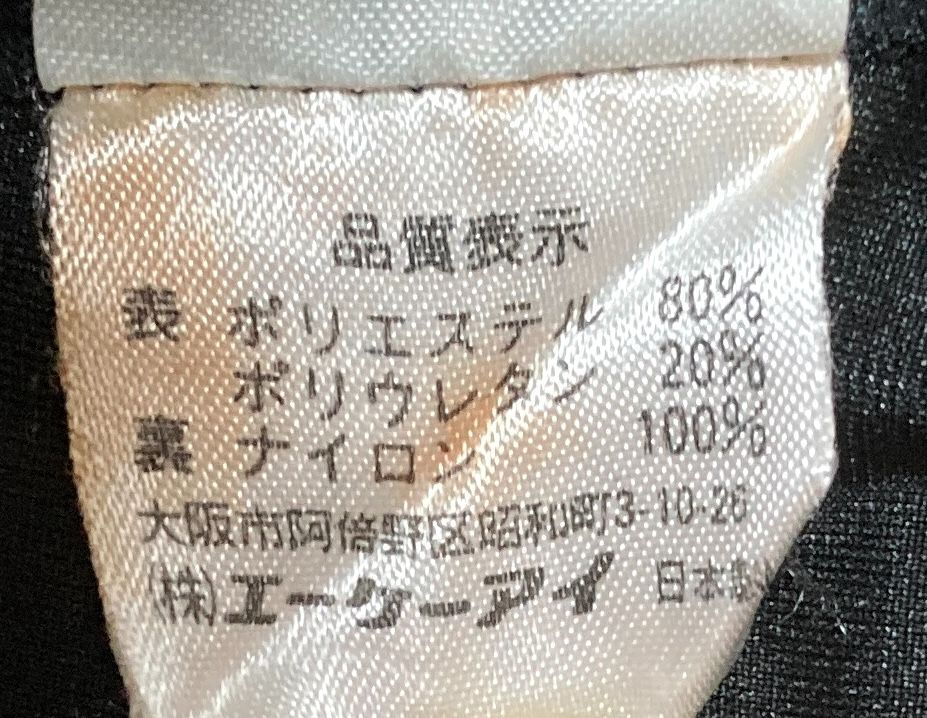 品質表示
表 ポリエステル 80%
ポリウレタン 20%
裏 ナイロン 100%
大阪市阿倍野区昭和町3-10-26
(株)エーケーアイ 日本製